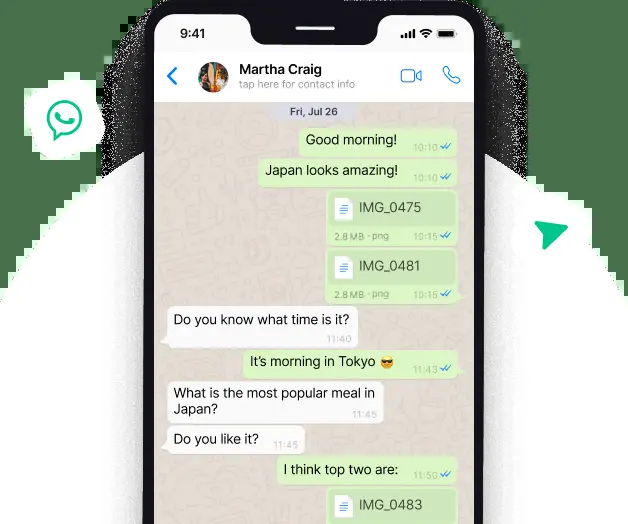 9:41
Martha Craig
tap here for contact info
Fri, Jul 26
Good morning!
10:10
Japan looks amazing!
10:10
IMG_0475
2.8 MB · png
10:15
IMG_0481
2.8 MB · png
10:15
Do you know what time is it?
11:40
It's morning in Tokyo 😎
11:43
What is the most popular meal in
Japan?
11:45
Do you like it?
11:45
I think top two are:
11:50
IMG_0483